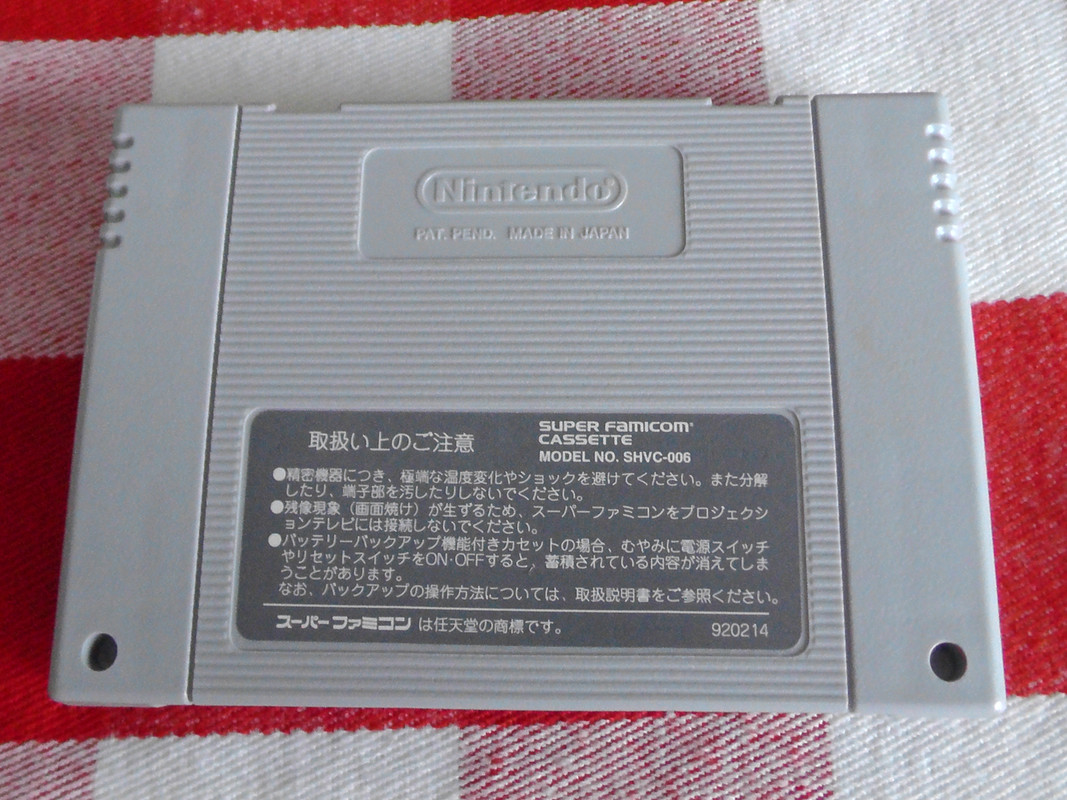 Nintendo®
PAT. PEND. MADE IN JAPAN
取扱い上のご注意
SUPER FAMICOM®
CASSETTE
MODEL NO. SHVC-006
●精密機器につき、極端な温度変化やショックを避けてください。また分解
したり、端子部を汚したりしないでください。
●残像現象（画面焼け）が生ずるため、スーパーファミコンをプロジェクシ
ョンテレビには接続しないでください。
●バッテリーバックアップ機能付きカセットの場合、むやみに電源スイッチ
やリセットスイッチをON·OFFすると、蓄積されている内容が消えてしま
うことがあります。
なお、バックアップの操作方法については、取扱説明書をご参照ください。
スーパーファミコン は任天堂の商標です。
920214